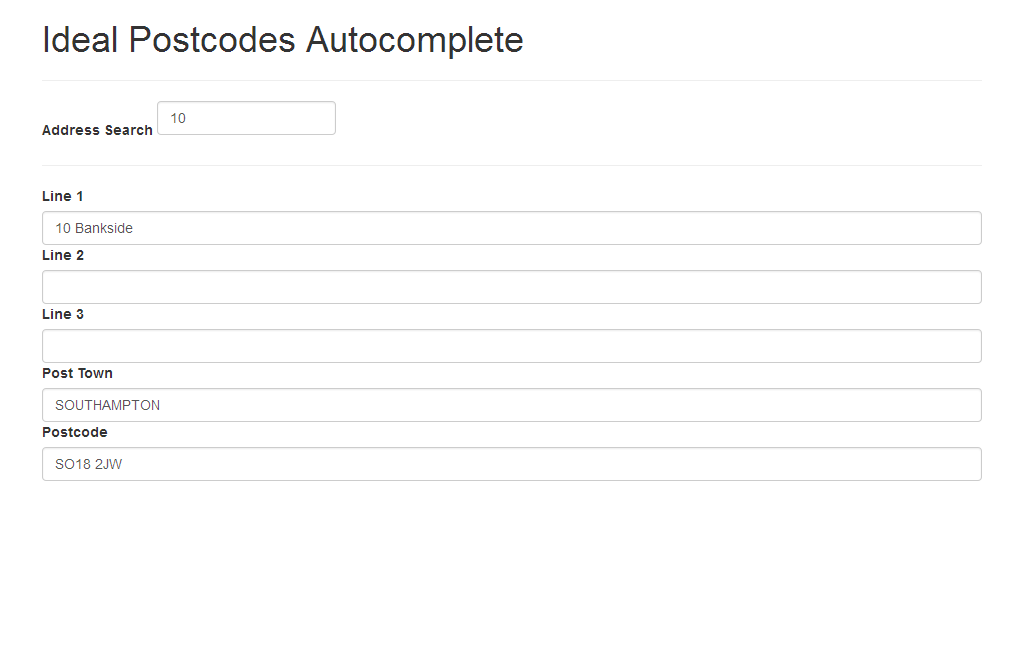 Ideal Postcodes Autocomplete
Address Search 10
Line 1
10 Bankside
Line 2
Line 3
Post Town
SOUTHAMPTON
Postcode
SO18 2JW